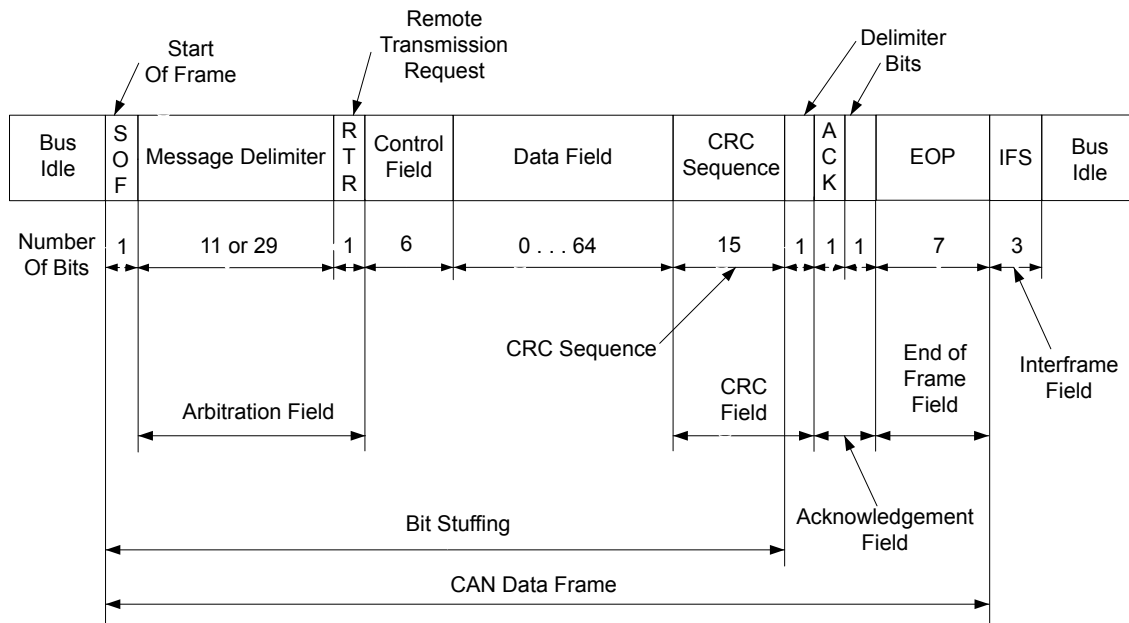 Start
Of Frame
Remote
Transmission
Request
Delimiter
Bits
Bus
Idle
S
O
F
Message Delimiter
R
T
R
Control
Field
Data Field
CRC
Sequence
A
C
K
EOP
IFS
Bus
Idle
Number
Of Bits
1
11 or 29
1
6
0 . . . 64
15
1
1
1
7
3
CRC Sequence
End of
Frame
Field
Interframe
Field
Arbitration Field
CRC
Field
Bit Stuffing
Acknowledgement
Field
CAN Data Frame